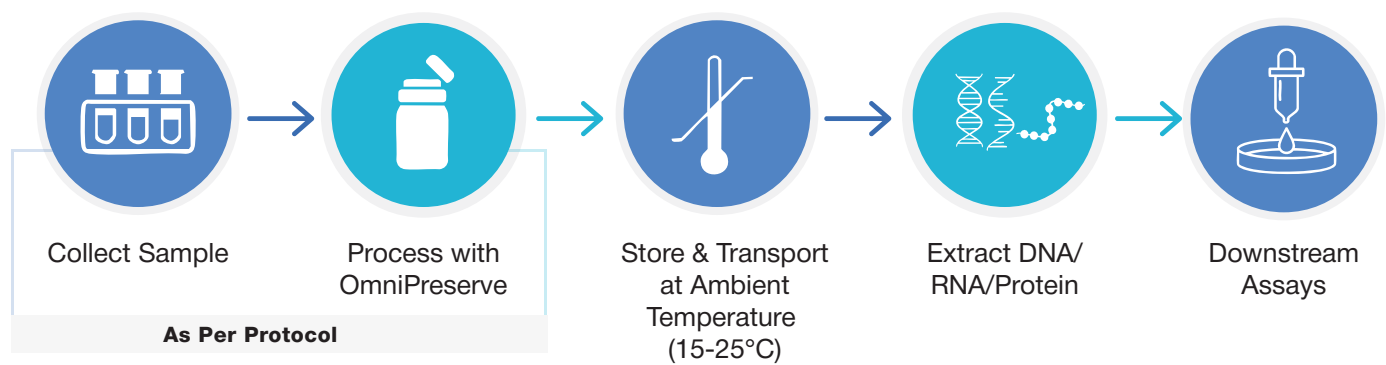 Collect Sample
Process with
OmniPreserve
As Per Protocol
Store & Transport
at Ambient
Temperature
(15-25°C)
Extract DNA/
RNA/Protein
Downstream
Assays